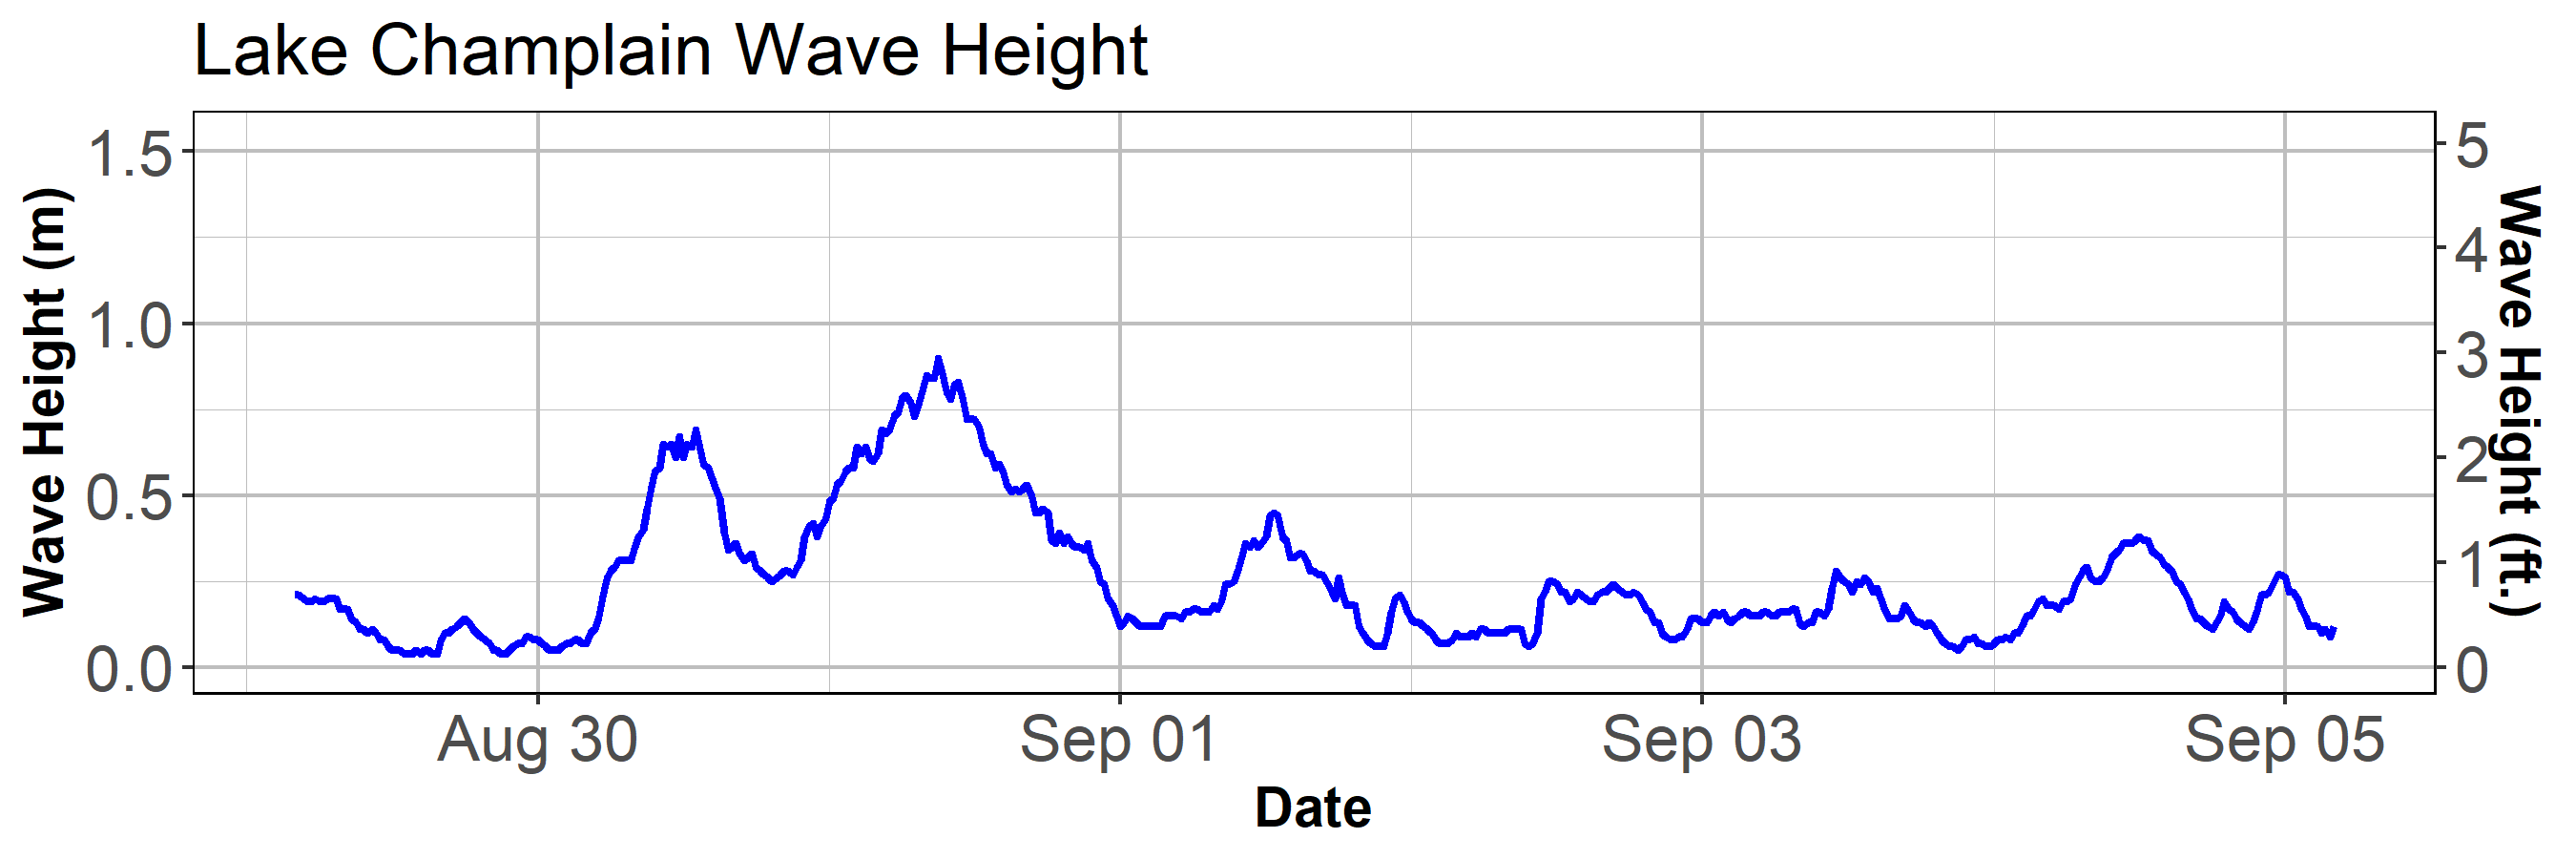 Lake Champlain Wave Height
Wave Height (m)
1.5
1.0
0.5
0.0
5
4
3
2
1
0
Wave Height (ft.)
Aug 30
Sep 01
Sep 03
Sep 05
Date